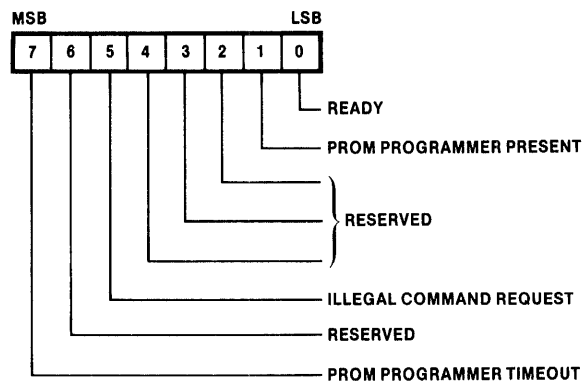 MSB LSB
7 6 5 4 3 2 1 0
READY
PROM PROGRAMMER PRESENT
RESERVED
ILLEGAL COMMAND REQUEST
RESERVED
PROM PROGRAMMER TIMEOUT